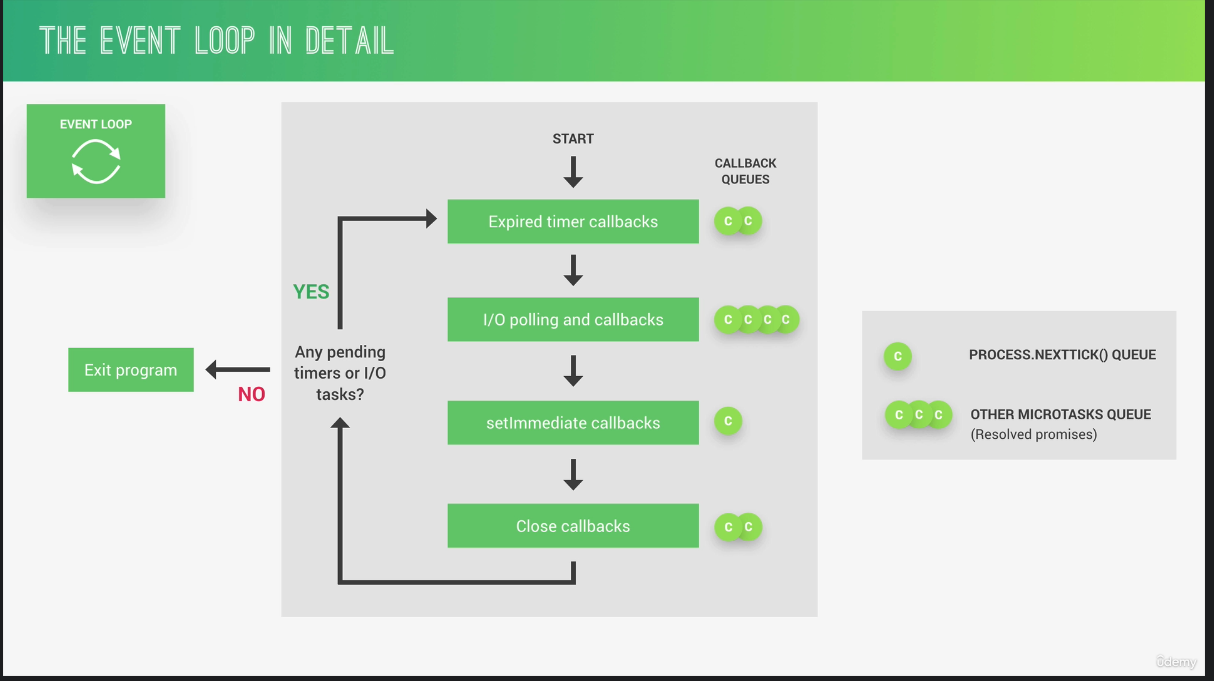 THE EVENT LOOP IN DETAIL
EVENT LOOP
START
CALLBACK
QUEUES
Expired timer callbacks
C C
YES
I/O polling and callbacks
C C C C
Any pending
timers or I/O
tasks?
Exit program
NO
setImmediate callbacks
C
Close callbacks
C C
C
PROCESS.NEXTTICK() QUEUE
C C C
OTHER MICROTASKS QUEUE
(Resolved promises)
ûdemy